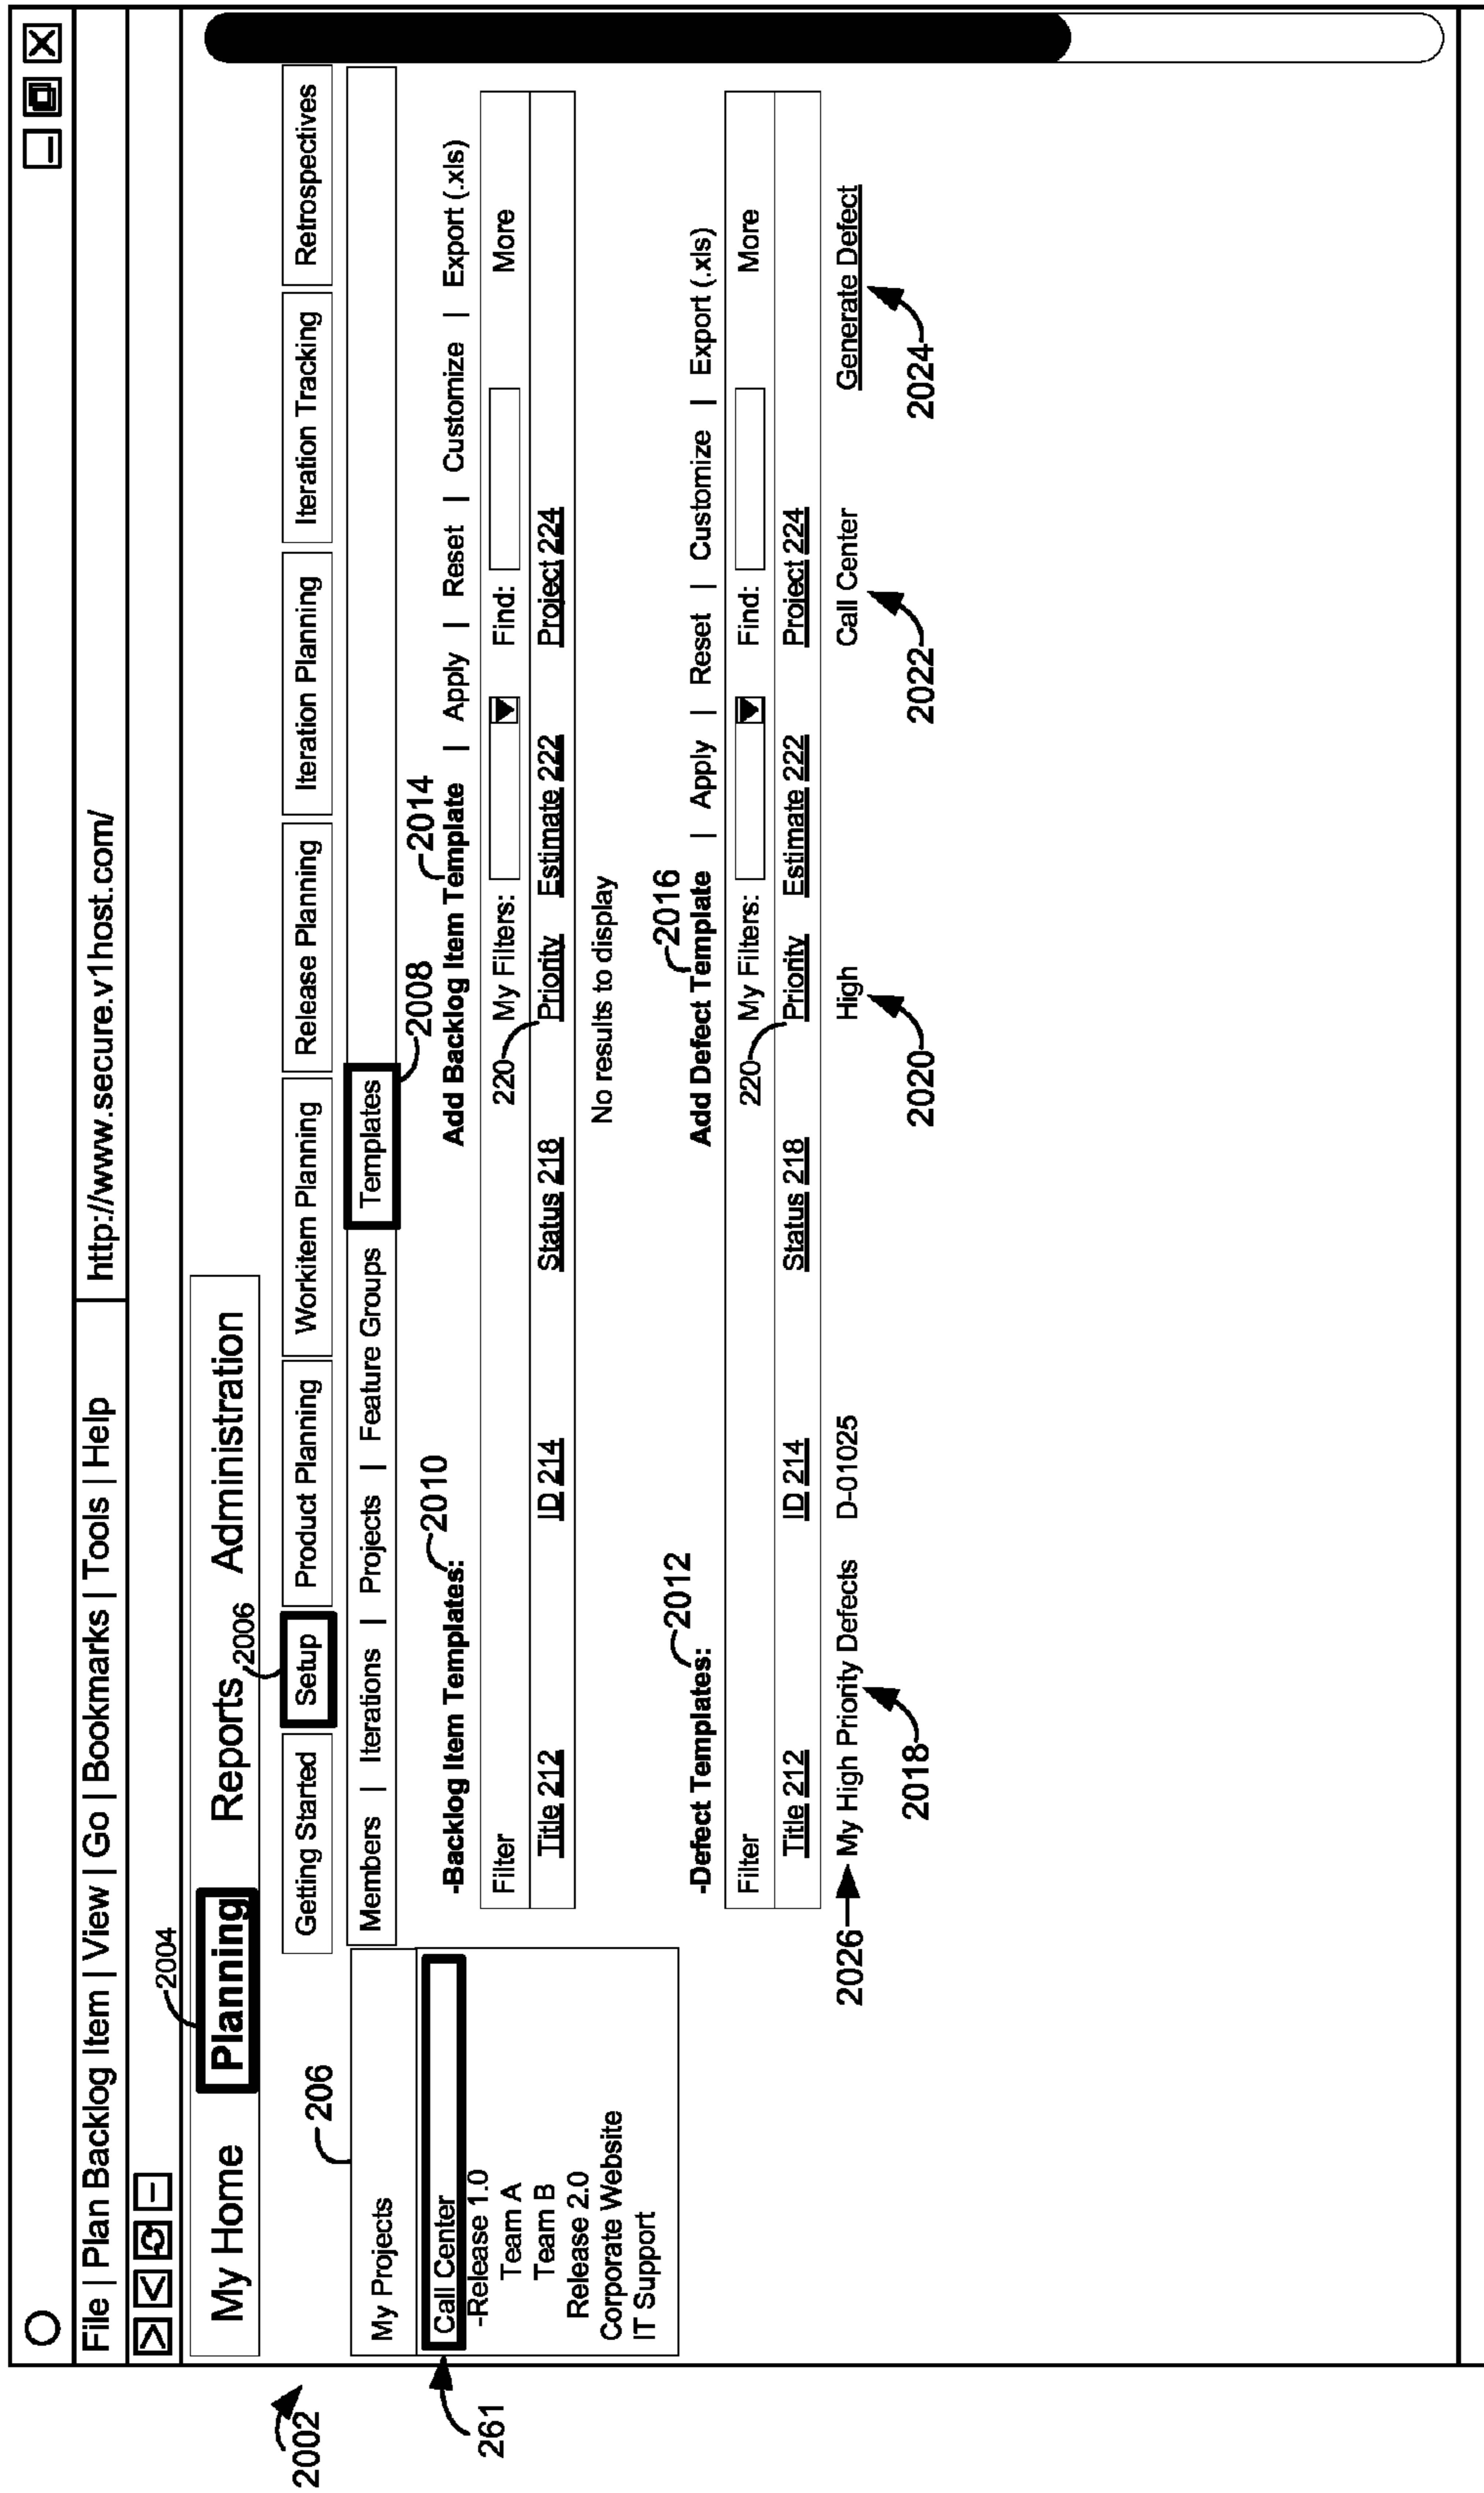 File | Plan Backlog Item | View | Go | Bookmarks | Tools | Help | http://www.secure.v1host.com/
2004
My Home Planning Reports Administration
2006
2002
206
Getting Started Setup Product Planning Workitem Planning Release Planning Iteration Planning Iteration Tracking Retrospectives
My Projects
Members | Iterations | Projects | Feature Groups Templates
2008
261
Call Center
-Release 1.0
Team A
Team B
Release 2.0
Corporate Website
IT Support
2010
2014
-Backlog Item Templates: Add Backlog Item Template | Apply | Reset | Customize | Export (.xls)
Filter 220 My Filters: Find: More
Title 212 ID 214 Status 218 Priority Estimate 222 Project 224
No results to display
2012
2016
-Defect Templates: Add Defect Template | Apply | Reset | Customize | Export (.xls)
Filter 220 My Filters: Find: More
Title 212 ID 214 Status 218 Priority Estimate 222 Project 224
2026 My High Priority Defects D-01025 High Call Center Generate Defect
2018 2020 2022 2024